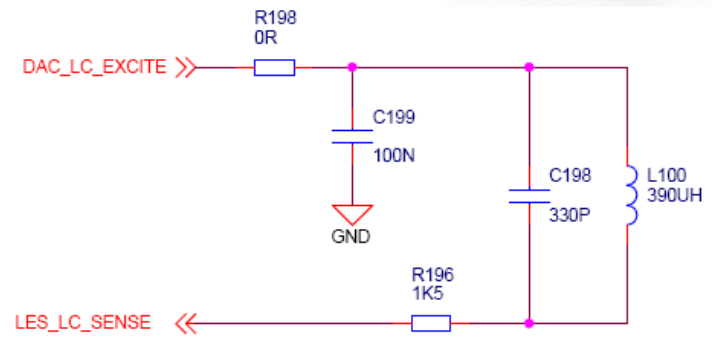 R198
0R
DAC_LC_EXCITE
C199
100N
GND
C198
330P
L100
390UH
R196
1K5
LES_LC_SENSE